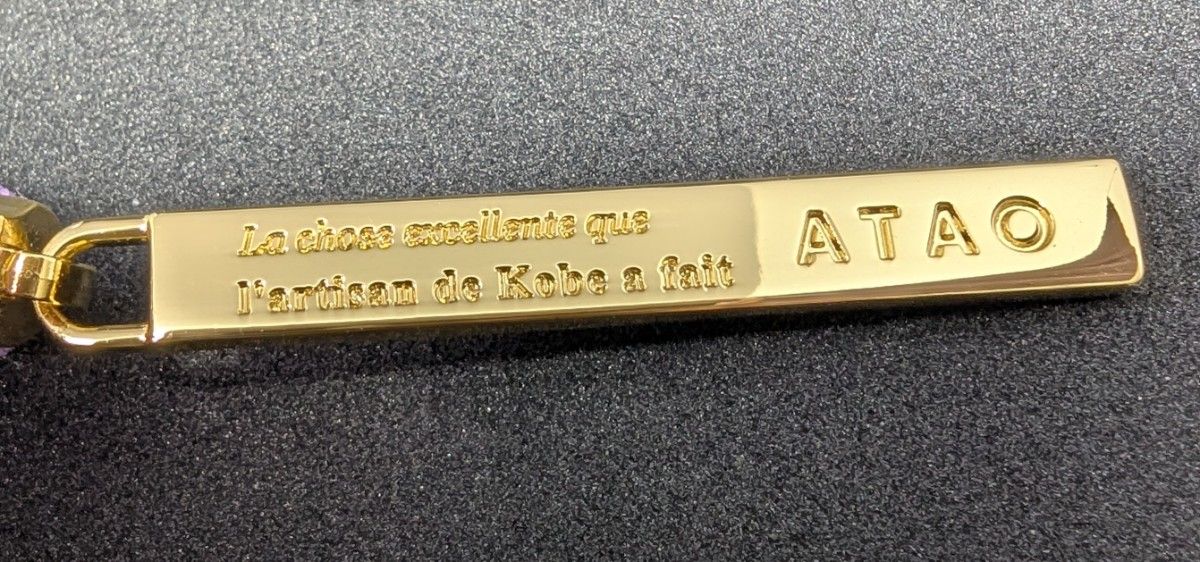 La chose excellente que
l'artisan de Kobe a fait
ATAO